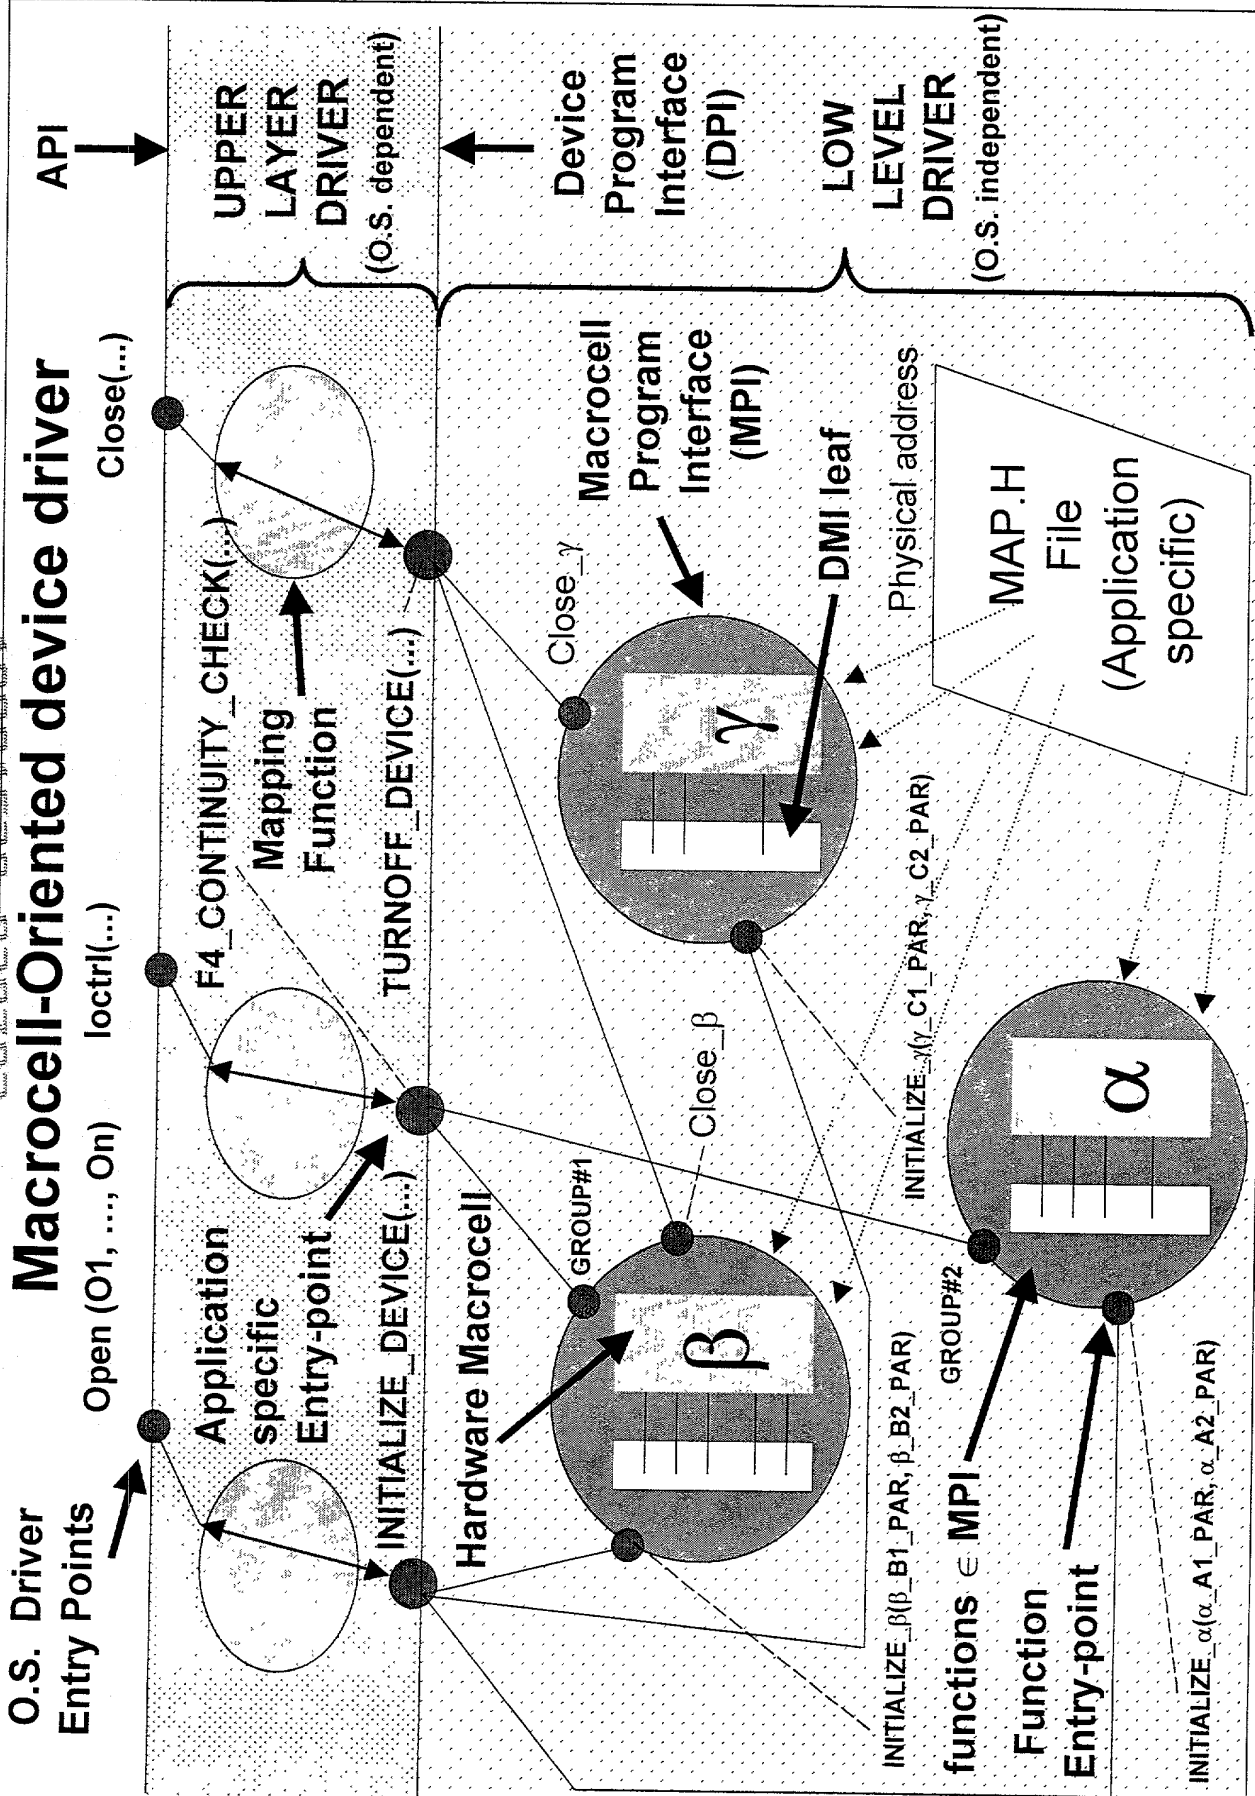 Macrocell-Oriented device driver
O.S. Driver
Entry Points
Open (O1, ...., On)
Ioctrl(...)
Close(...)
API
Application
specific
Entry-point
F4_CONTINUITY_CHECK(...)
Mapping
Function
UPPER
LAYER
DRIVER
(O.S. dependent)
INITIALIZE_DEVICE(...)
TURNOFF_DEVICE(...)
Hardware Macrocell
GROUP#1
Close_β
Close_γ
Macrocell
Program
Interface
(MPI)
Device
Program
Interface
(DPI)
β
γ
DMI leaf
LOW
LEVEL
DRIVER
(O.S. independent)
INITIALIZE_β(β_B1_PAR, β_B2_PAR)
INITIALIZE_γ(γ_C1_PAR, γ_C2_PAR)
Physical address
GROUP#2
functions ∈ MPI
Function
Entry-point
α
MAP.H
File
(Application
specific)
INITIALIZE_α(α_A1_PAR, α_A2_PAR)